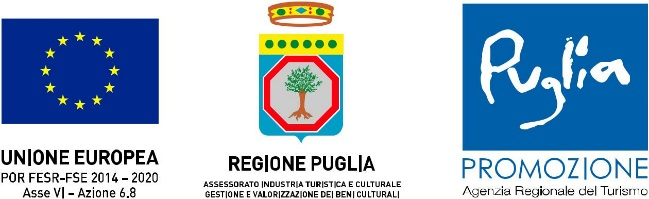 UNIONE EUROPEA
POR FESR-FSE 2014 - 2020
Asse VI - Azione 6.8
REGIONE PUGLIA
ASSESSORATO INDUSTRIA TURISTICA E CULTURALE
GESTIONE E VALORIZZAZIONE DEI BENI CULTURALI
Puglia
PROMOZIONE
Agenzia Regionale del Turismo